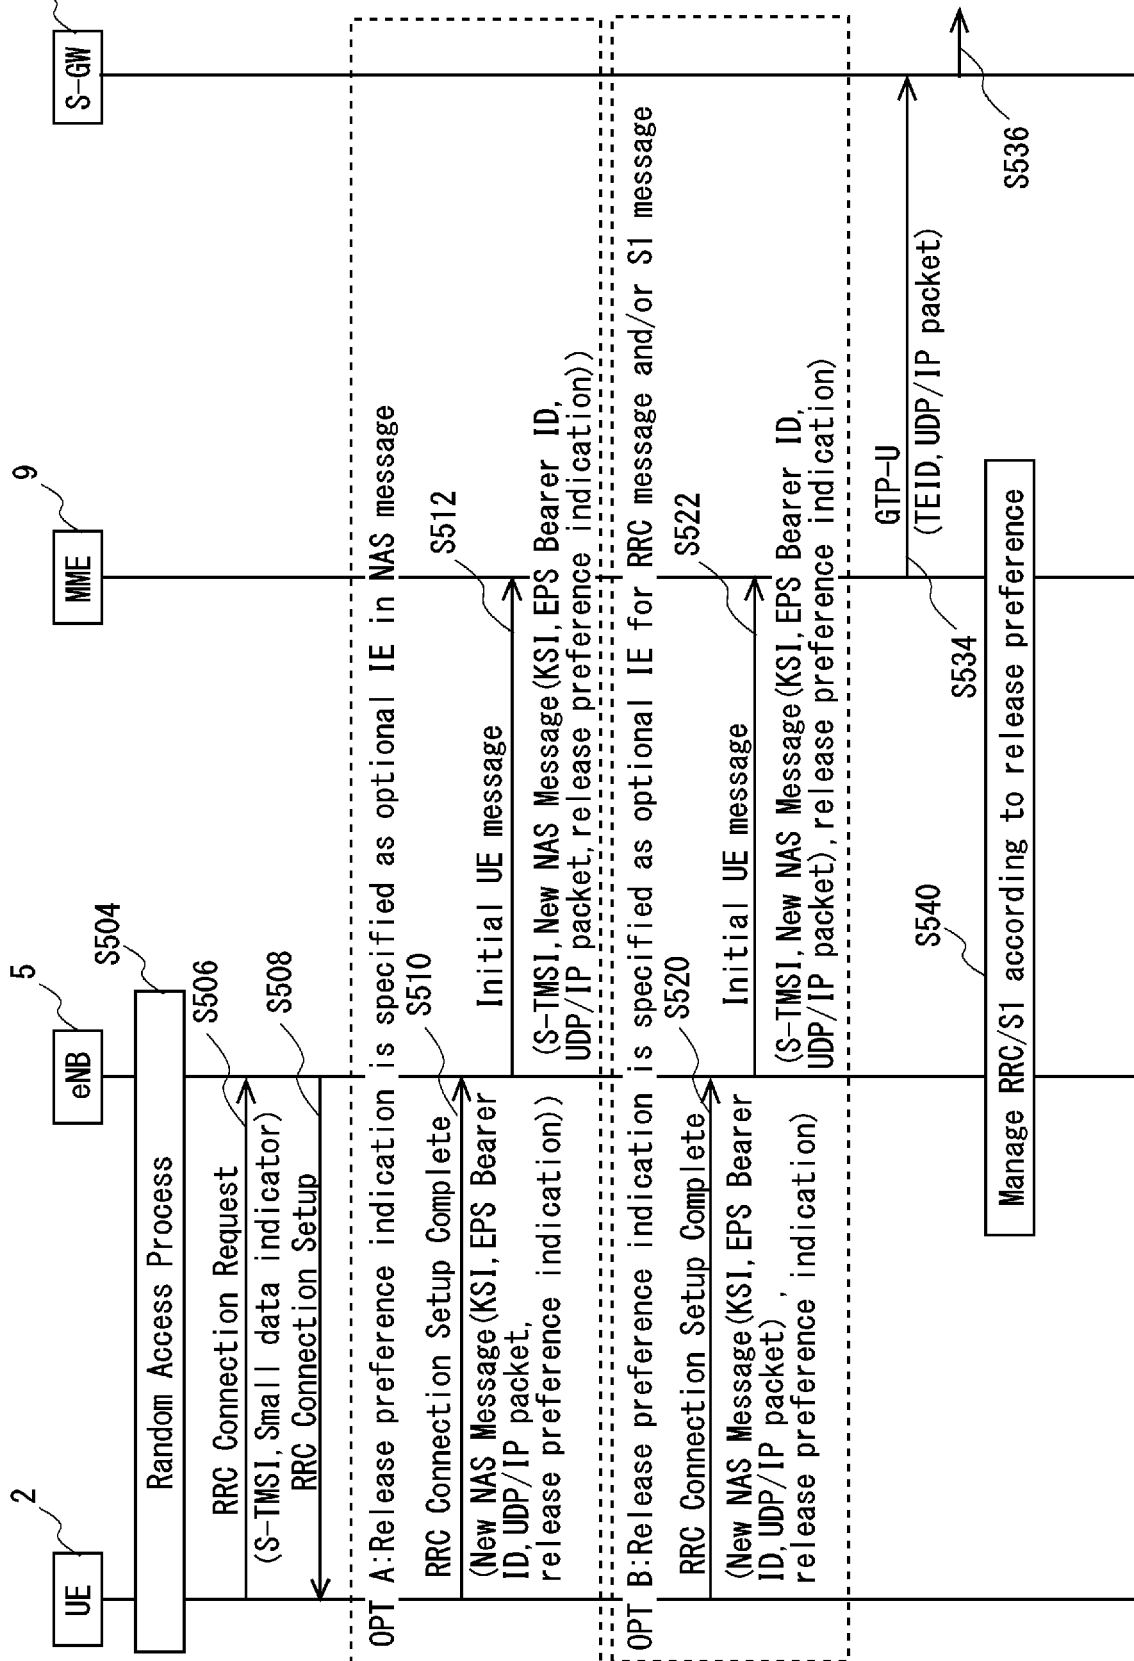 UE
2
eNB
5
MME
9
S-GW
Random Access Process
S504
RRC Connection Request
(S-TMSI, Small data indicator)
S506
RRC Connection Setup
S508
OPT A:Release preference indication is specified as optional IE in NAS message
RRC Connection Setup Complete
S510
(New NAS Message(KSI, EPS Bearer
ID, UDP/IP packet,
release preference indication))
Initial UE message
S512
(S-TMSI, New NAS Message(KSI, EPS Bearer ID,
UDP/IP packet, release preference indication))
OPT B:Release preference indication is specified as optional IE for RRC message and/or S1 message
RRC Connection Setup Complete
S520
(New NAS Message(KSI, EPS Bearer
ID, UDP/IP packet),
release preference indication)
Initial UE message
S522
(S-TMSI, New NAS Message(KSI, EPS Bearer ID,
UDP/IP packet), release preference indication)
GTP-U
(TEID, UDP/IP packet)
S534
S536
S540
Manage RRC/S1 according to release preference